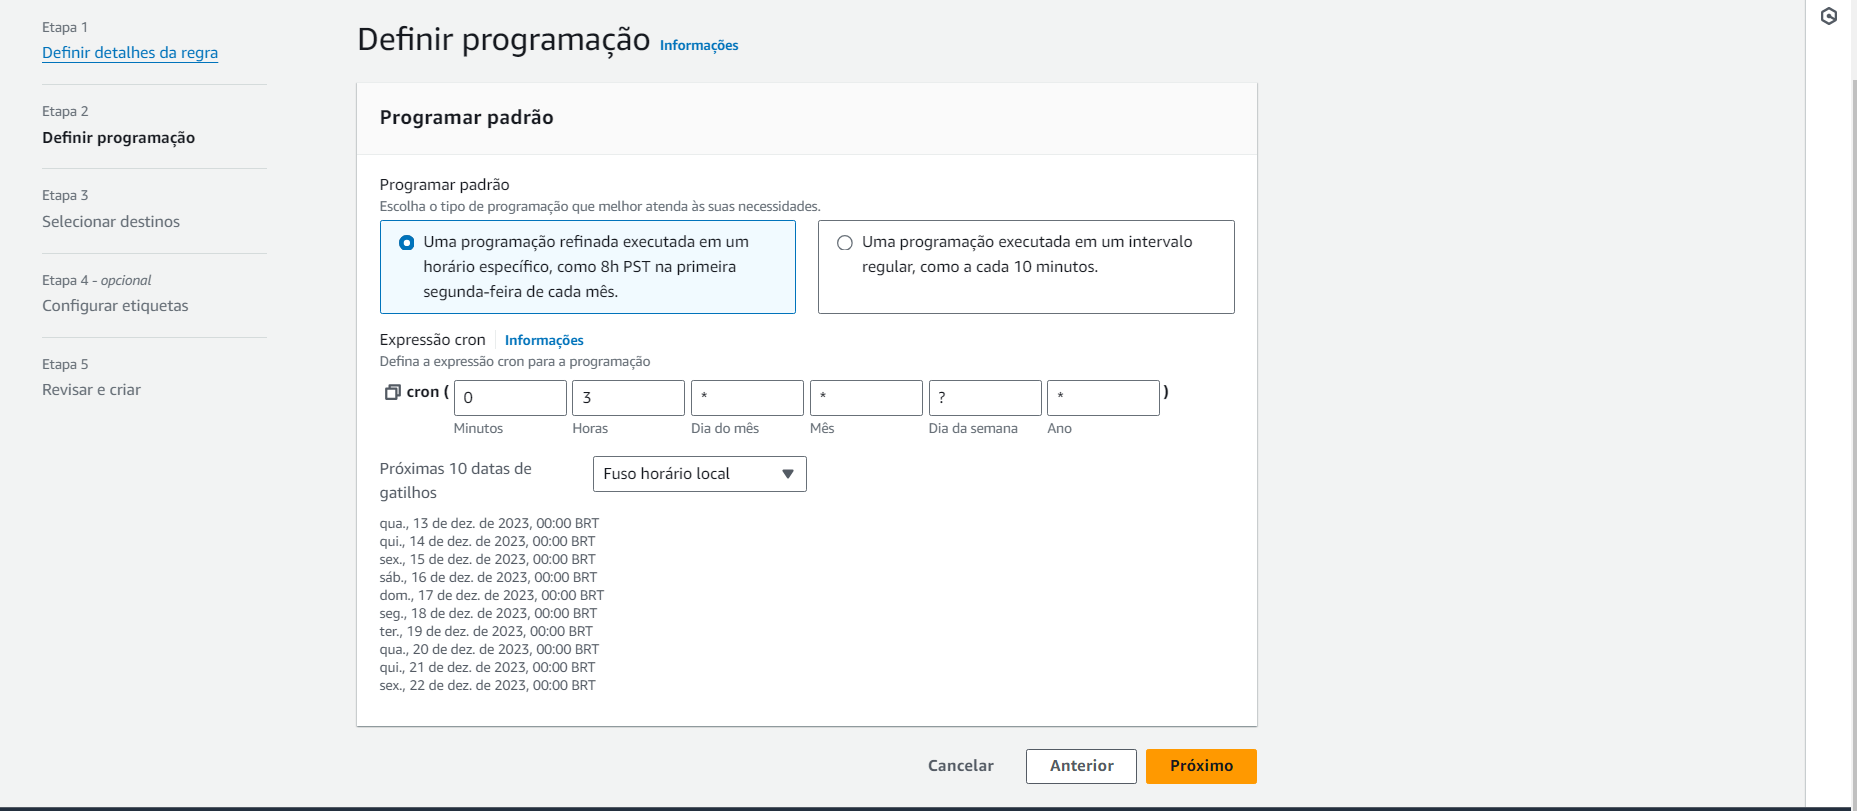 Etapa 1
Definir detalhes da regra
Etapa 2
Definir programação
Etapa 3
Selecionar destinos
Etapa 4 - opcional
Configurar etiquetas
Etapa 5
Revisar e criar
Definir programação Informações
Programar padrão
Programar padrão
Escolha o tipo de programação que melhor atenda às suas necessidades.
Uma programação refinada executada em um
horário específico, como 8h PST na primeira
segunda-feira de cada mês.
Uma programação executada em um intervalo
regular, como a cada 10 minutos.
Expressão cron Informações
Defina a expressão cron para a programação
cron ( 0 3 * * ? * )
Minutos Horas Dia do mês Mês Dia da semana Ano
Próximas 10 datas de
gatilhos
Fuso horário local
qua., 13 de dez. de 2023, 00:00 BRT
qui., 14 de dez. de 2023, 00:00 BRT
sex., 15 de dez. de 2023, 00:00 BRT
sáb., 16 de dez. de 2023, 00:00 BRT
dom., 17 de dez. de 2023, 00:00 BRT
seg., 18 de dez. de 2023, 00:00 BRT
ter., 19 de dez. de 2023, 00:00 BRT
qua., 20 de dez. de 2023, 00:00 BRT
qui., 21 de dez. de 2023, 00:00 BRT
sex., 22 de dez. de 2023, 00:00 BRT
Cancelar Anterior Próximo